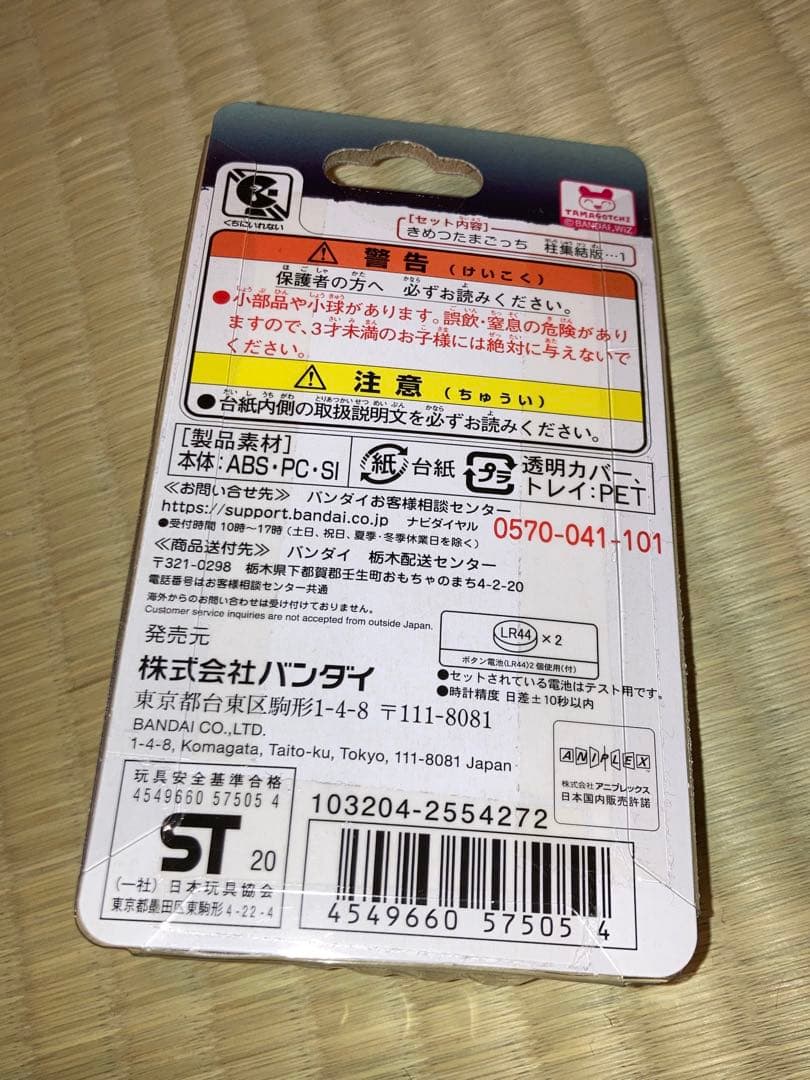 くちにいれない
TAMAGOTCHI
©BANDAI,WiZ
[セット内容]
きめつたまごっち 柱集結版…1
警告 (けいこく)
保護者の方へ 必ずお読みください。
●小部品や小球があります。誤飲・窒息の危険があり
ますので、3才未満のお子様には絶対に与えないで
ください。
注意 (ちゅうい)
●台紙内側の取扱説明文を必ずお読みください。
[製品素材]
本体:ABS・PC・SI
紙 台紙
プラ 透明カバー、
トレイ:PET
≪お問い合せ先≫ バンダイお客様相談センター
https://support.bandai.co.jp ナビダイヤル 0570-041-101
●受付時間 10時〜17時 (土日、祝日、夏季・冬季休業日を除く)
≪商品送付先≫ バンダイ 栃木配送センター
〒321-0298 栃木県下都賀郡壬生町おもちゃのまち4-2-20
電話番号はお客様相談センター共通
海外からのお問い合わせは受け付けておりません。
Customer service inquiries are not accepted from outside Japan.
LR44 ×2
ボタン電池(LR44)2個使用(付)
●セットされている電池はテスト用です。
●時計精度 日差±10秒以内
発売元
株式会社バンダイ
東京都台東区駒形1-4-8 〒111-8081
BANDAI CO.,LTD.
1-4-8, Komagata, Taito-ku, Tokyo, 111-8081 Japan
ANIPLEX
株式会社 アニプレックス
日本国内販売許諾
玩具安全基準合格
4549660 57505 4
ST 20
(一社) 日本玩具協会
東京都墨田区東駒形4-22-4
103204-2554272
4549660 57505 4